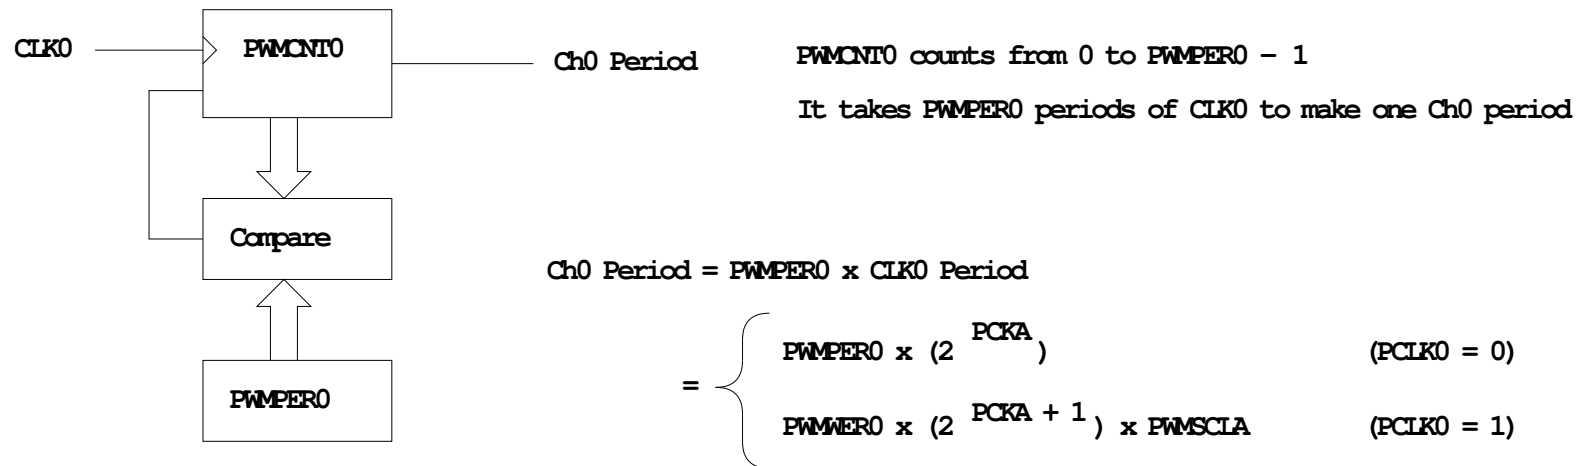 CLK0
PWMCNT0
Ch0 Period
PWMCNT0 counts from 0 to PWMPER0 – 1
It takes PWMPER0 periods of CLK0 to make one Ch0 period
Compare
PWMPER0
Ch0 Period = PWMPER0 x CLK0 Period
= PWMPER0 x (2 PCKA ) (PCLK0 = 0)
PWMWER0 x (2 PCKA + 1 ) x PWMSCLA (PCLK0 = 1)